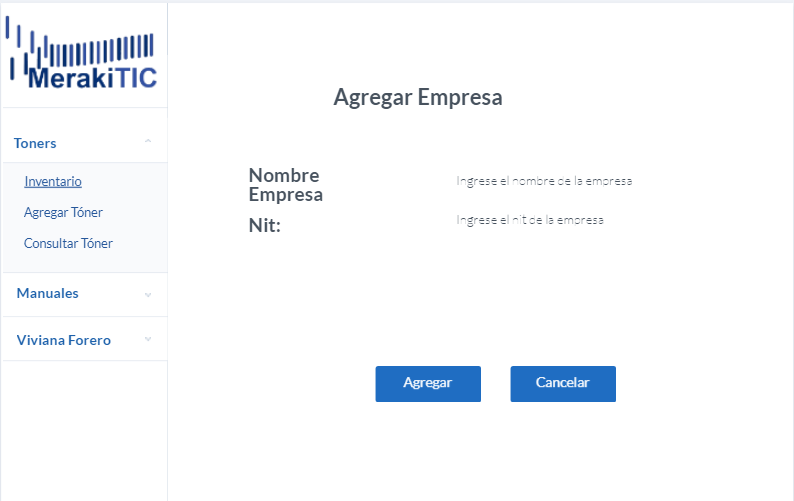 MerakiTIC
Agregar Empresa
Toners
Inventario
Agregar Tóner
Consultar Tóner
Manuales
Viviana Forero
Nombre
Empresa
Ingrese el nombre de la empresa
Nit:
Ingrese el nit de la empresa
Agregar
Cancelar